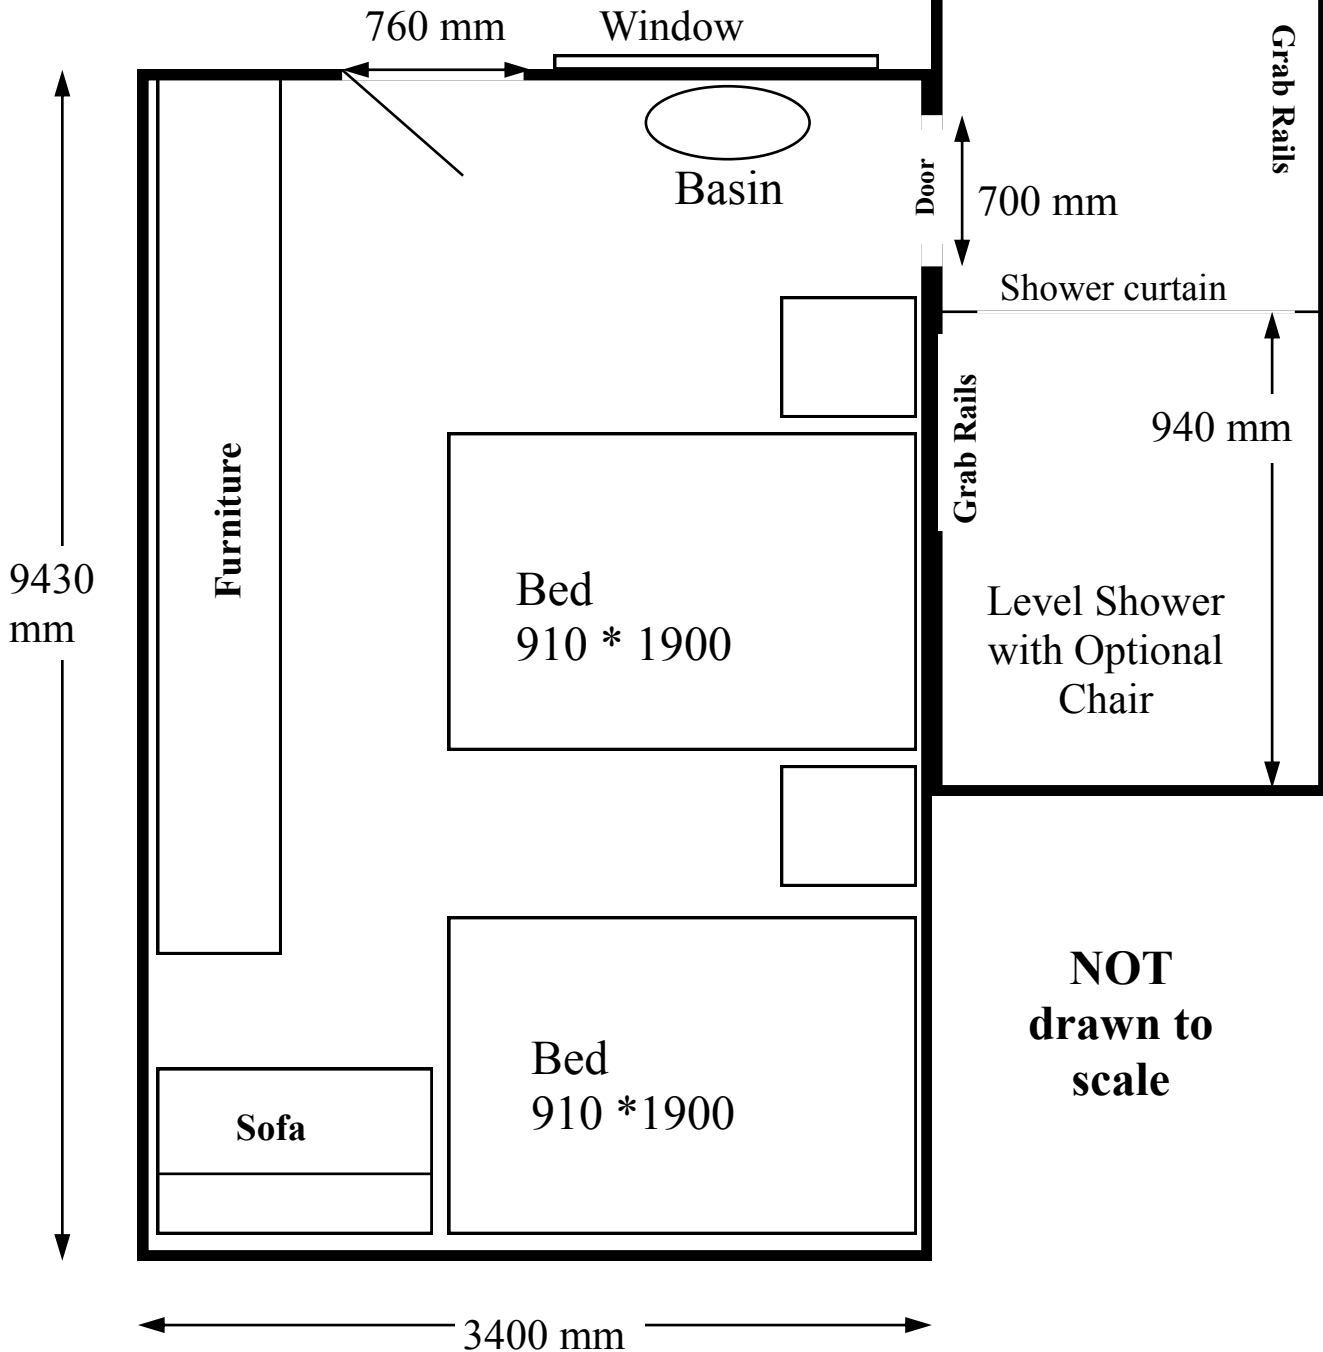 760 mm
Window
Grab Rails
Basin
Door
700 mm
Shower curtain
Grab Rails
940 mm
Furniture
9430
mm
Bed
910 * 1900
Level Shower
with Optional
Chair
NOT
drawn to
scale
Bed
910 *1900
Sofa
3400 mm